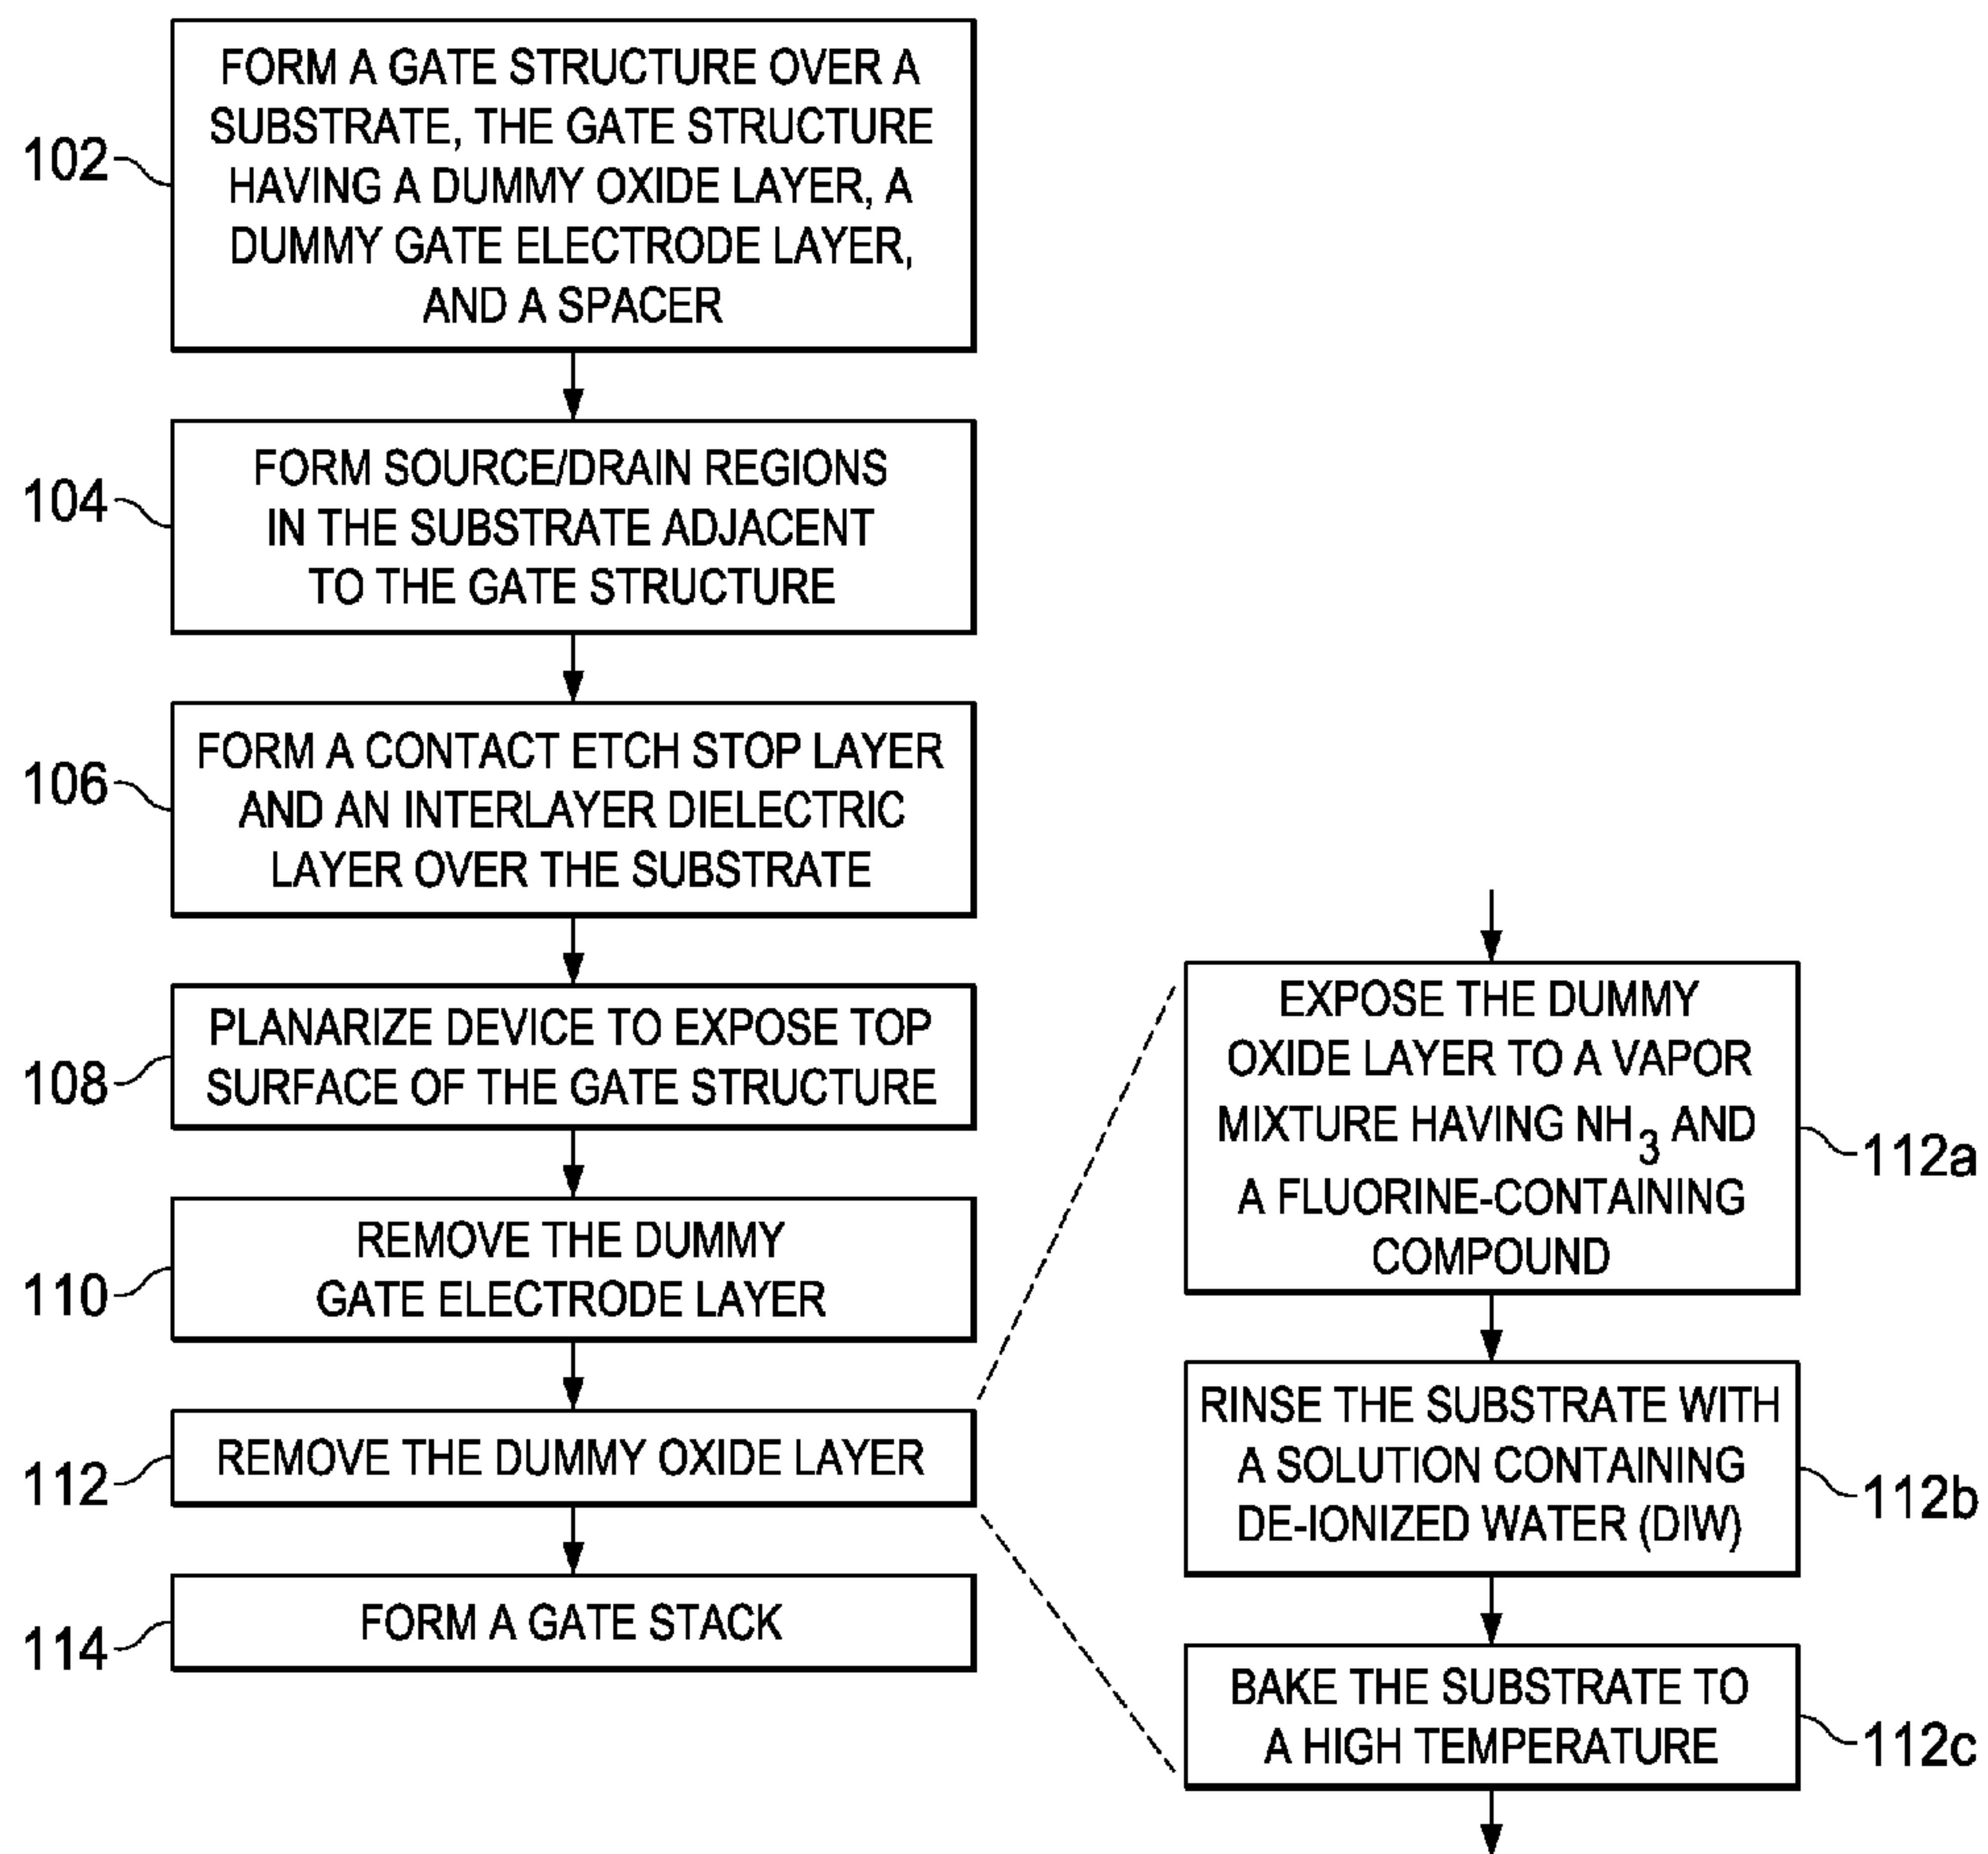 102
FORM A GATE STRUCTURE OVER A
SUBSTRATE, THE GATE STRUCTURE
HAVING A DUMMY OXIDE LAYER, A
DUMMY GATE ELECTRODE LAYER,
AND A SPACER
104
FORM SOURCE/DRAIN REGIONS
IN THE SUBSTRATE ADJACENT
TO THE GATE STRUCTURE
106
FORM A CONTACT ETCH STOP LAYER
AND AN INTERLAYER DIELECTRIC
LAYER OVER THE SUBSTRATE
108
PLANARIZE DEVICE TO EXPOSE TOP
SURFACE OF THE GATE STRUCTURE
110
REMOVE THE DUMMY
GATE ELECTRODE LAYER
112
REMOVE THE DUMMY OXIDE LAYER
114
FORM A GATE STACK
EXPOSE THE DUMMY
OXIDE LAYER TO A VAPOR
MIXTURE HAVING NH3 AND
A FLUORINE-CONTAINING
COMPOUND
112a
RINSE THE SUBSTRATE WITH
A SOLUTION CONTAINING
DE-IONIZED WATER (DIW)
112b
BAKE THE SUBSTRATE TO
A HIGH TEMPERATURE
112c